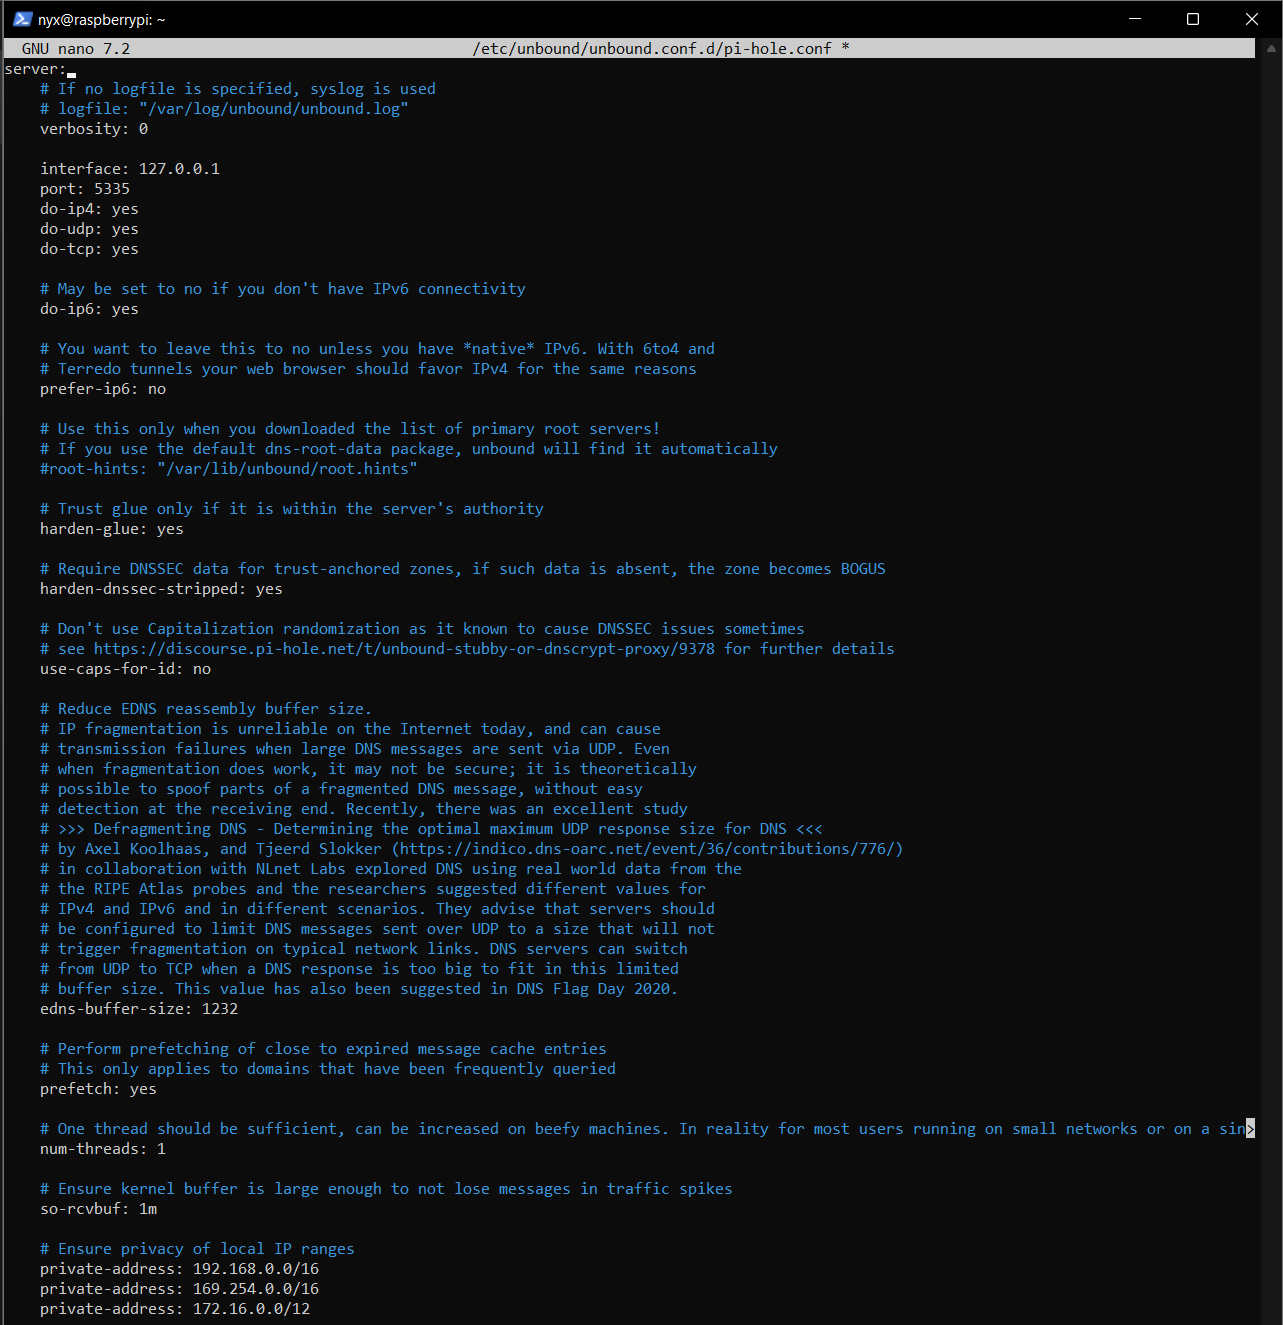 nyx@raspberrypi: ~
GNU nano 7.2 /etc/unbound/unbound.conf.d/pi-hole.conf *
server:
# If no logfile is specified, syslog is used
# logfile: "/var/log/unbound/unbound.log"
verbosity: 0
interface: 127.0.0.1
port: 5335
do-ip4: yes
do-udp: yes
do-tcp: yes
# May be set to no if you don't have IPv6 connectivity
do-ip6: yes
# You want to leave this to no unless you have *native* IPv6. With 6to4 and
# Terredo tunnels your web browser should favor IPv4 for the same reasons
prefer-ip6: no
# Use this only when you downloaded the list of primary root servers!
# If you use the default dns-root-data package, unbound will find it automatically
#root-hints: "/var/lib/unbound/root.hints"
# Trust glue only if it is within the server's authority
harden-glue: yes
# Require DNSSEC data for trust-anchored zones, if such data is absent, the zone becomes BOGUS
harden-dnssec-stripped: yes
# Don't use Capitalization randomization as it known to cause DNSSEC issues sometimes
# see https://discourse.pi-hole.net/t/unbound-stubby-or-dnscrypt-proxy/9378 for further details
use-caps-for-id: no
# Reduce EDNS reassembly buffer size.
# IP fragmentation is unreliable on the Internet today, and can cause
# transmission failures when large DNS messages are sent via UDP. Even
# when fragmentation does work, it may not be secure; it is theoretically
# possible to spoof parts of a fragmented DNS message, without easy
# detection at the receiving end. Recently, there was an excellent study
# >>> Defragmenting DNS - Determining the optimal maximum UDP response size for DNS <<<
# by Axel Koolhaas, and Tjeerd Slokker (https://indico.dns-oarc.net/event/36/contributions/776/)
# in collaboration with NLnet Labs explored DNS using real world data from the
# the RIPE Atlas probes and the researchers suggested different values for
# IPv4 and IPv6 and in different scenarios. They advise that servers should
# be configured to limit DNS messages sent over UDP to a size that will not
# trigger fragmentation on typical network links. DNS servers can switch
# from UDP to TCP when a DNS response is too big to fit in this limited
# buffer size. This value has also been suggested in DNS Flag Day 2020.
edns-buffer-size: 1232
# Perform prefetching of close to expired message cache entries
# This only applies to domains that have been frequently queried
prefetch: yes
# One thread should be sufficient, can be increased on beefy machines. In reality for most users running on small networks or on a sin>
num-threads: 1
# Ensure kernel buffer is large enough to not lose messages in traffic spikes
so-rcvbuf: 1m
# Ensure privacy of local IP ranges
private-address: 192.168.0.0/16
private-address: 169.254.0.0/16
private-address: 172.16.0.0/12